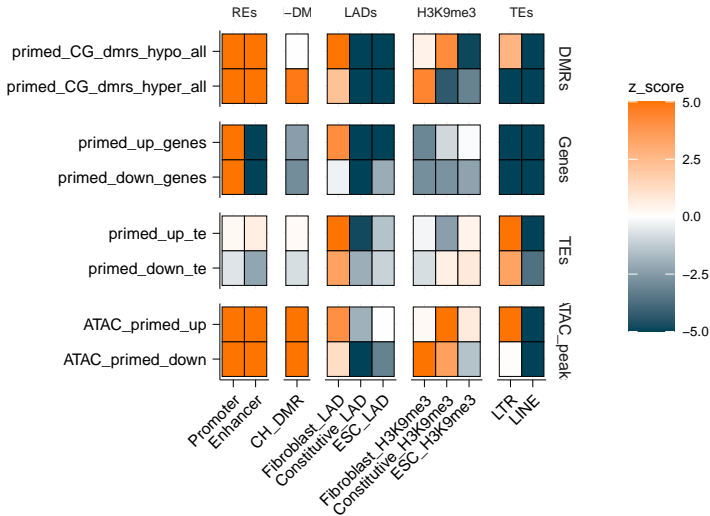 REs –DM LADs H3K9me3 TEs
primed_CG_dmrs_hypo_all
primed_CG_dmrs_hyper_all
DMRs
primed_up_genes
primed_down_genes
Genes
primed_up_te
primed_down_te
TEs
ATAC_primed_up
ATAC_primed_down
ATAC_peak
Promoter
Enhancer
CH_DMR
Fibroblast_LAD
Constitutive_LAD
ESC_LAD
Fibroblast_H3K9me3
Constitutive_H3K9me3
ESC_H3K9me3
LTR
LINE
z_score
5.0
2.5
0.0
−2.5
−5.0